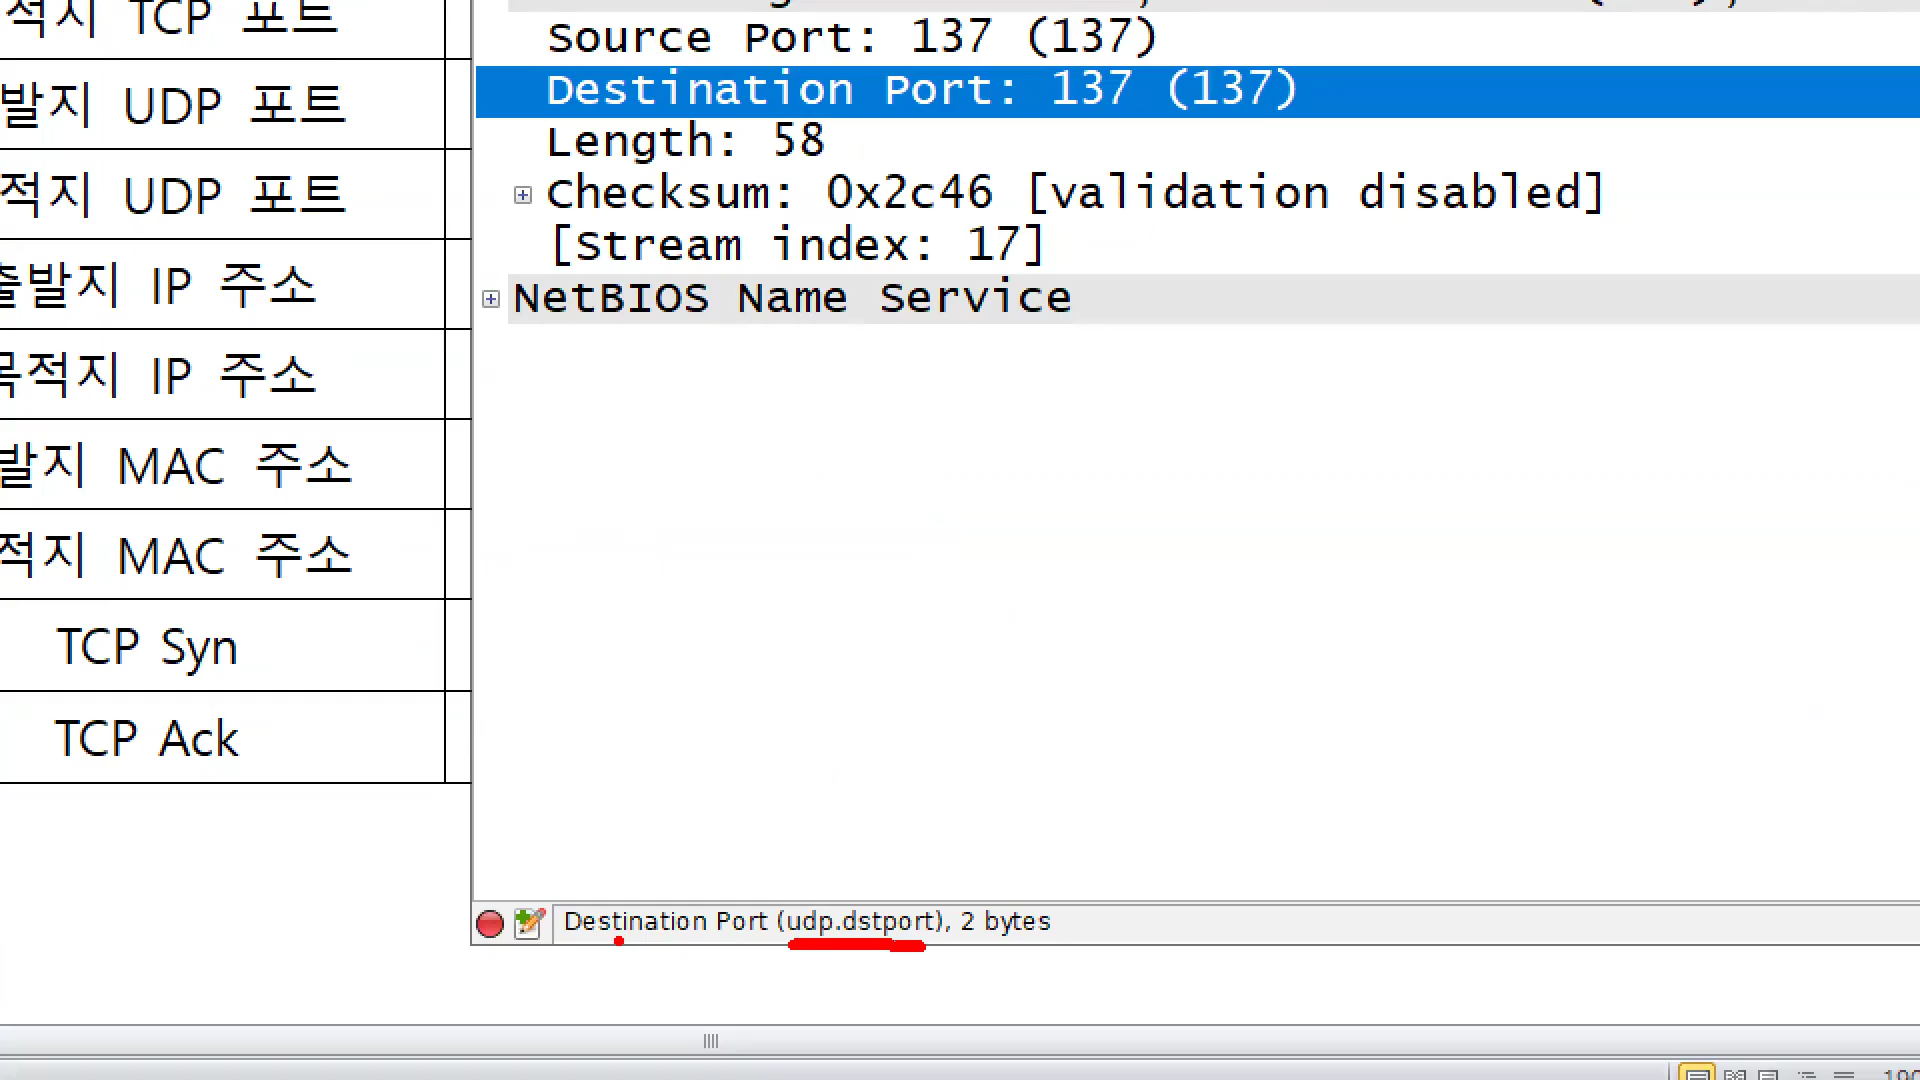 적지 TCP 포트
발지 UDP 포트
적지 UDP 포트
출발지 IP 주소
목적지 IP 주소
발지 MAC 주소
적지 MAC 주소
TCP Syn
TCP Ack
Source Port: 137 (137)
Destination Port: 137 (137)
Length: 58
Checksum: 0x2c46 [validation disabled]
[Stream index: 17]
NetBIOS Name Service
Destination Port (udp.dstport), 2 bytes